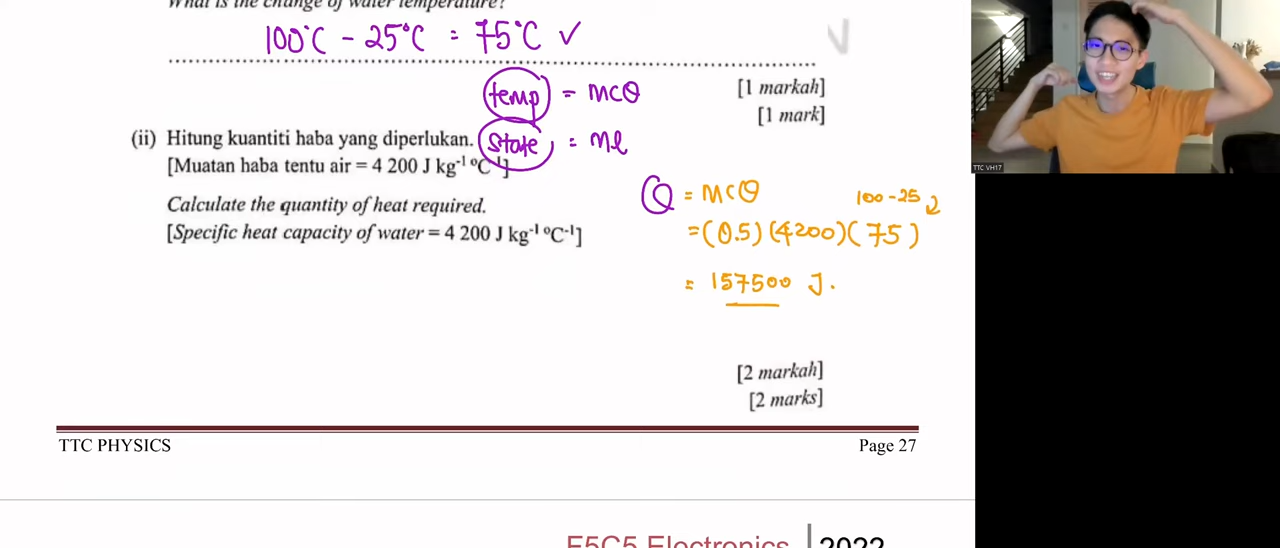 What is the change of water temperature?
100°C - 25°C = 75°C ✓
[1 markah]
[1 mark]
temp = mcθ
(ii) Hitung kuantiti haba yang diperlukan.
state = ml
[Muatan haba tentu air = 4 200 J kg⁻¹ °C⁻¹]
Calculate the quantity of heat required.
[Specific heat capacity of water = 4 200 J kg⁻¹ °C⁻¹]
Q = mcθ
100 - 25
= (0.5) (4200) (75)
= 157500 J.
[2 markah]
[2 marks]
TTC PHYSICS
Page 27
F5C5 Electronics | 2022
TTC VH17